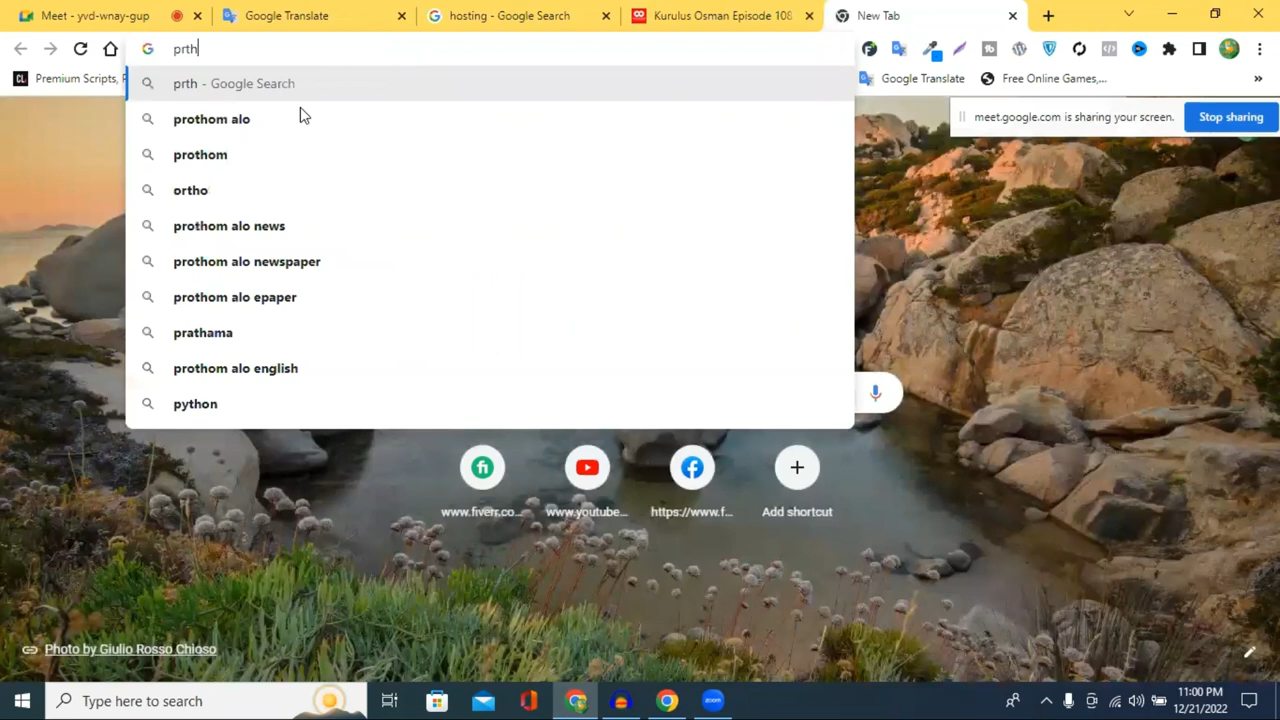 Meet - yvd-wnay-gup
Google Translate
hosting - Google Search
Kurulus Osman Episode 108
New Tab
prth
Premium Scripts,
Google Translate
Free Online Games,...
prth - Google Search
meet.google.com is sharing your screen.
Stop sharing
prothom alo
prothom
ortho
prothom alo news
prothom alo newspaper
prothom alo epaper
prathama
prothom alo english
python
www.fiverr.co...
www.youtube...
https://www.f...
Add shortcut
Photo by Giulio Rosso Chioso
Type here to search
zoom
11:00 PM
12/21/2022